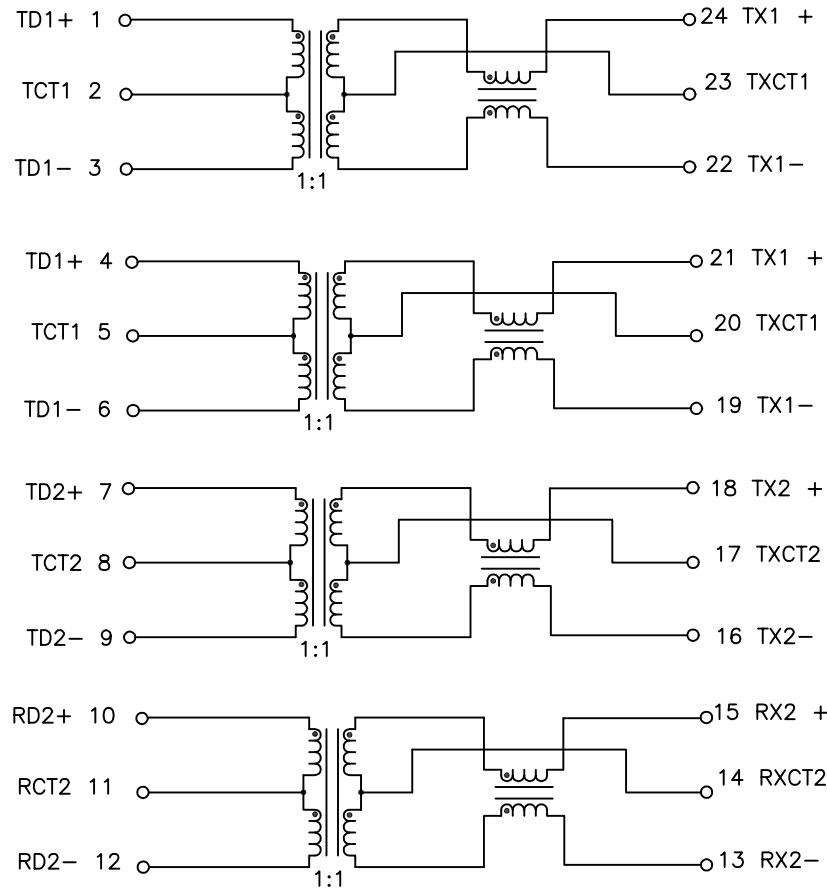 TD1+ 1
24 TX1 +
TCT1 2
23 TXCT1
TD1- 3
22 TX1-
1:1
TD1+ 4
21 TX1 +
TCT1 5
20 TXCT1
TD1- 6
19 TX1-
1:1
TD2+ 7
18 TX2 +
TCT2 8
17 TXCT2
TD2- 9
16 TX2-
1:1
RD2+ 10
15 RX2 +
RCT2 11
14 RXCT2
RD2- 12
13 RX2-
1:1